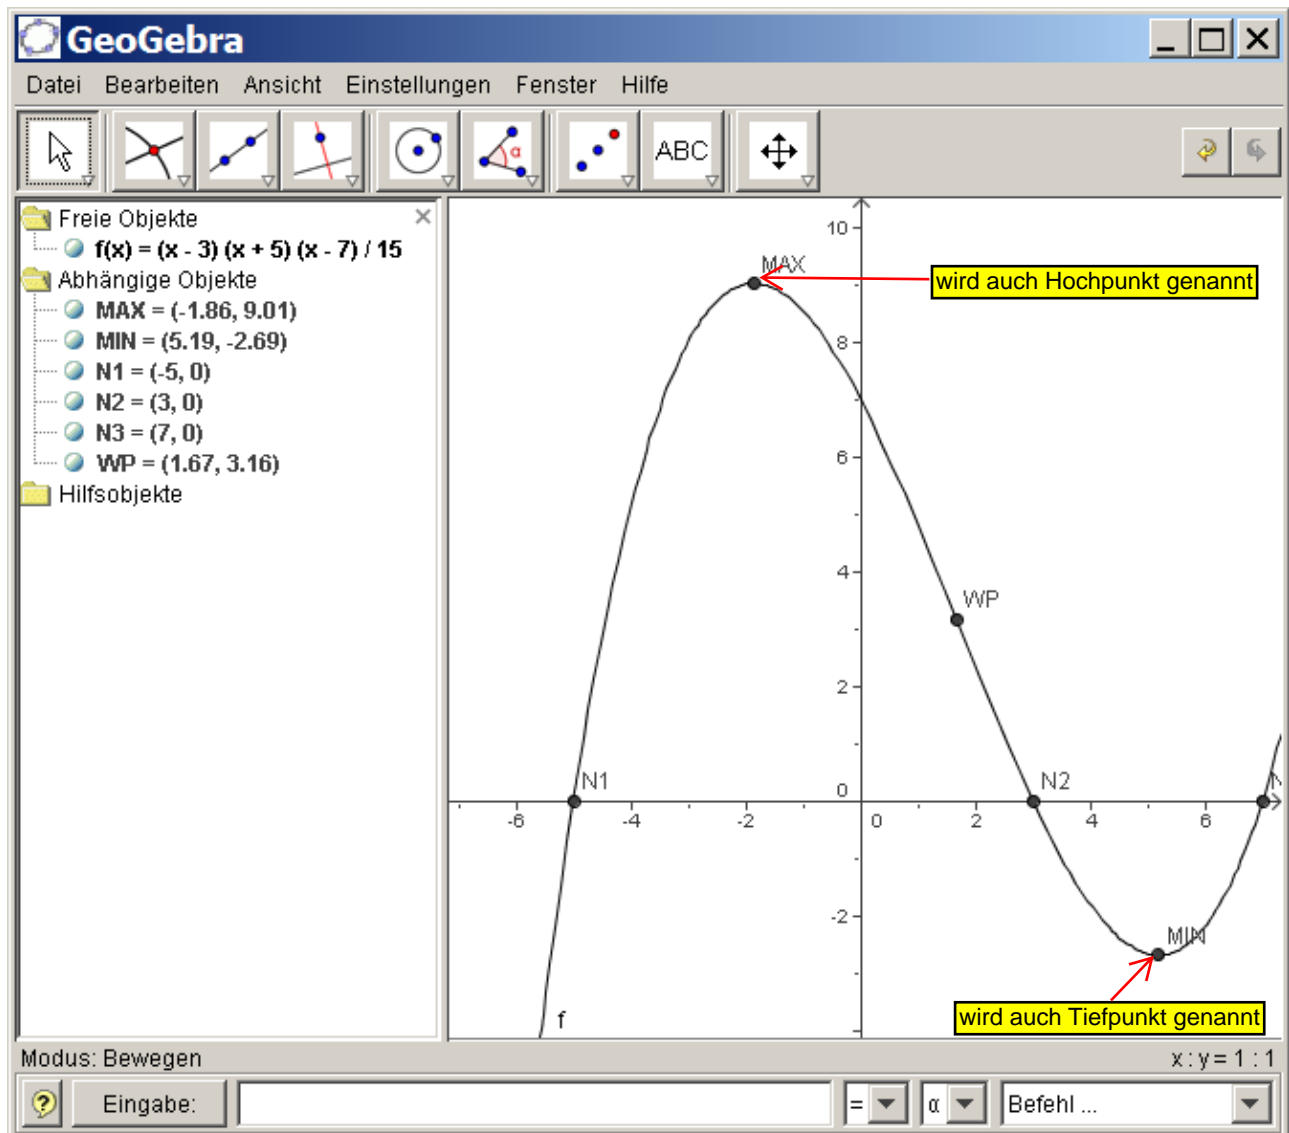 GeoGebra
Datei Bearbeiten Ansicht Einstellungen Fenster Hilfe
α ABC
Freie Objekte
f(x) = (x - 3) (x + 5) (x - 7) / 15
Abhängige Objekte
MAX = (-1.86, 9.01)
MIN = (5.19, -2.69)
N1 = (-5, 0)
N2 = (3, 0)
N3 = (7, 0)
WP = (1.67, 3.16)
Hilfsobjekte
10
MAX
wird auch Hochpunkt genannt
8
6
4
WP
2
N1
N2
N
0
-6 -4 -2 0 2 4 6
-2
MIN
wird auch Tiefpunkt genannt
f
Modus: Bewegen
x : y = 1 : 1
? Eingabe: = α Befehl ...